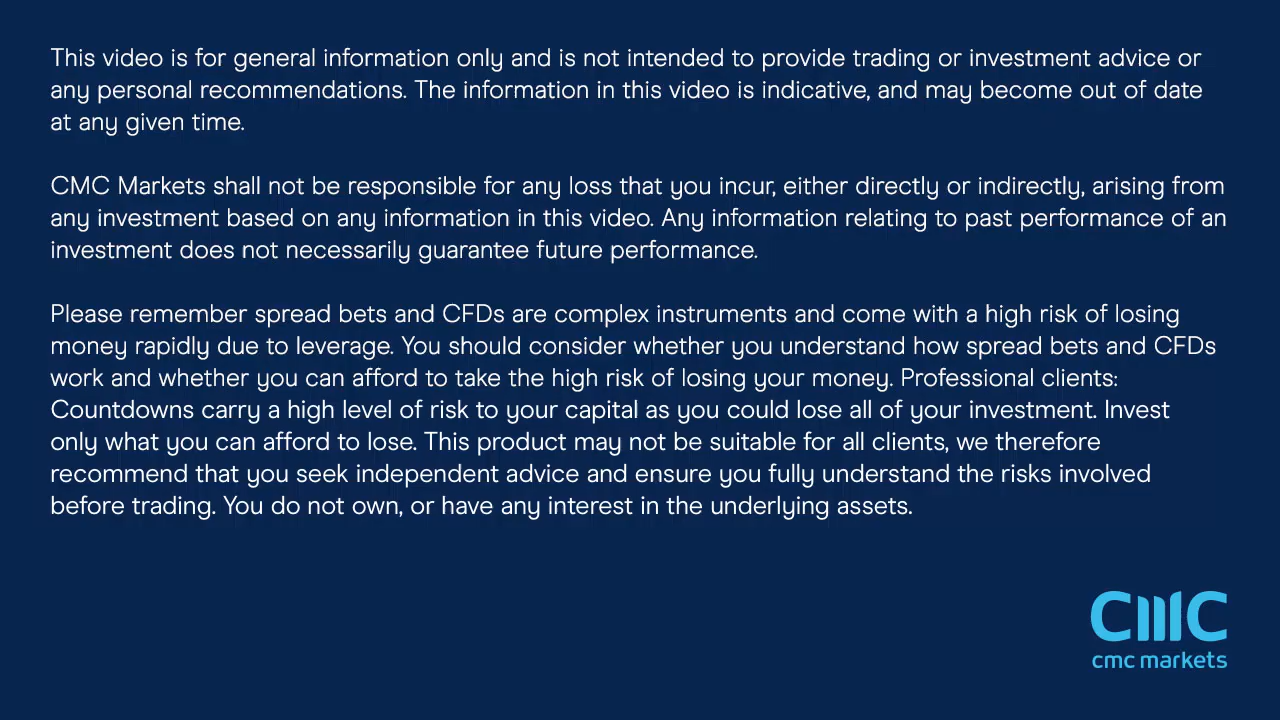 This video is for general information only and is not intended to provide trading or investment advice or
any personal recommendations. The information in this video is indicative, and may become out of date
at any given time.
CMC Markets shall not be responsible for any loss that you incur, either directly or indirectly, arising from
any investment based on any information in this video. Any information relating to past performance of an
investment does not necessarily guarantee future performance.
Please remember spread bets and CFDs are complex instruments and come with a high risk of losing
money rapidly due to leverage. You should consider whether you understand how spread bets and CFDs
work and whether you can afford to take the high risk of losing your money. Professional clients:
Countdowns carry a high level of risk to your capital as you could lose all of your investment. Invest
only what you can afford to lose. This product may not be suitable for all clients, we therefore
recommend that you seek independent advice and ensure you fully understand the risks involved
before trading. You do not own, or have any interest in the underlying assets.
CMC
cmc markets